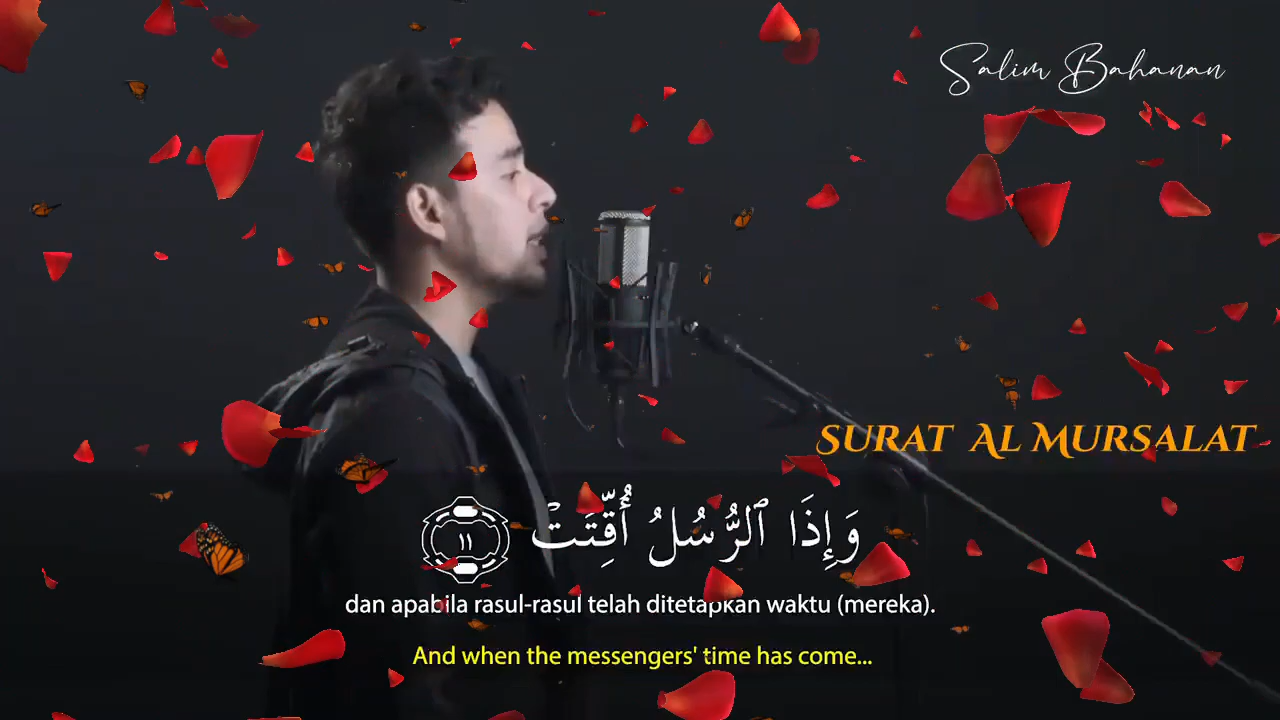 Salim Bahanan
SURAT AL MURSALAT
وَإِذَا ٱلرُّسُلُ أُقِّتَتْ ١١
dan apabila rasul-rasul telah ditetapkan waktu (mereka).
And when the messengers' time has come...